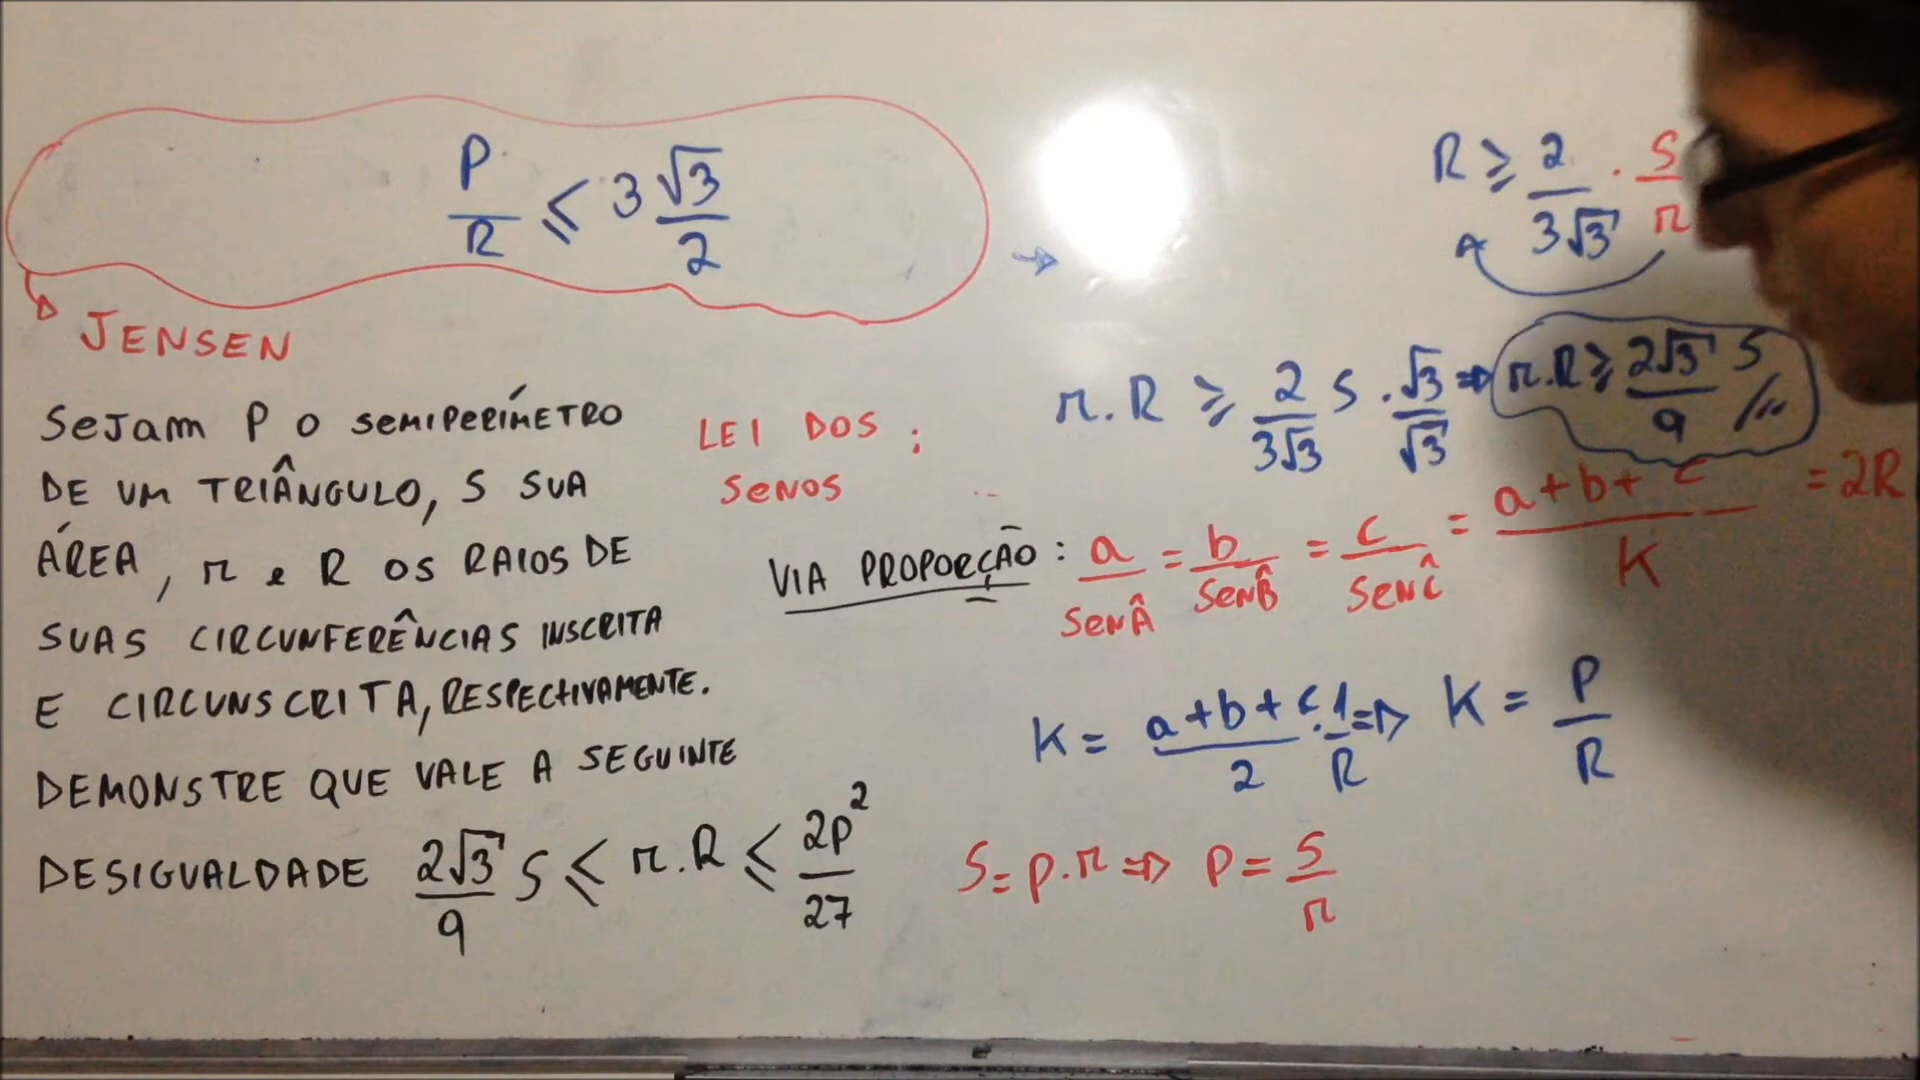 P/R ≤ 3 √3/2
JENSEN
SEJAM P O SEMIPERÍMETRO
DE UM TRIÂNGULO, S SUA
ÁREA, r e R OS RAIOS DE
SUAS CIRCUNFERÊNCIAS INSCRITA
E CIRCUNSCRITA, RESPECTIVAMENTE.
DEMONSTRE QUE VALE A SEGUINTE
DESIGUALDADE 2√3/9 S ≤ r.R ≤ 2P²/27
R ≥ 2/3√3 . S/r
r.R ≥ 2/3√3 S . √3/√3 ⇒ r.R ≥ 2√3/9 S //
LEI DOS :
SENOS
VIA PROPORÇÃO : a/SENÂ = b/SENB̂ = c/SENĈ = a+b+c/K = 2R
K = a+b+c/2 . 1/R ⇒ K = P/R
S = p.r ⇒ P = S/r